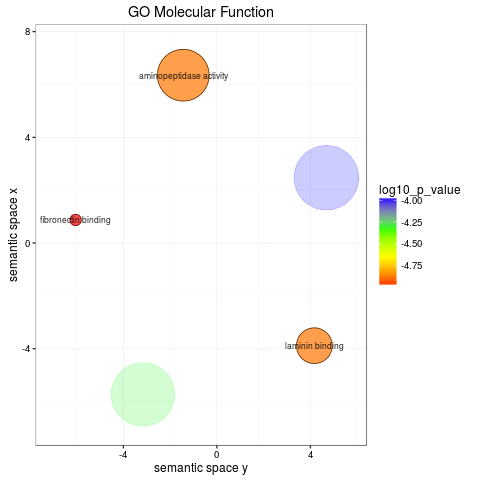 GO Molecular Function
8
4
0
-4
semantic space x
aminopeptidase activity
fibronectin binding
laminin binding
-4
0
4
semantic space y
log10_p_value
-4.00
-4.25
-4.50
-4.75